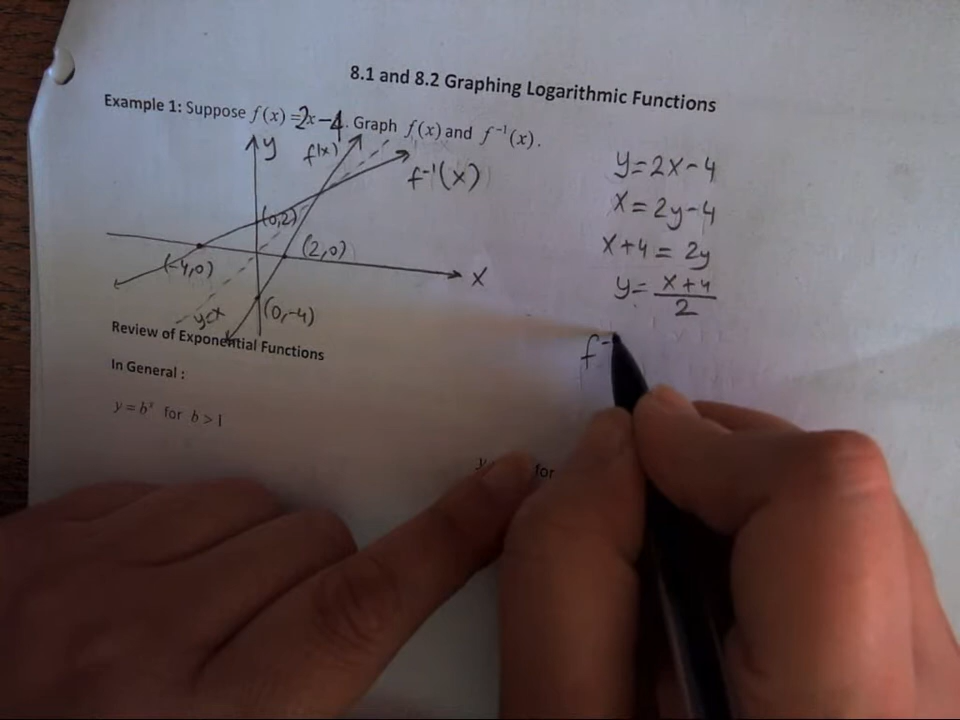 8.1 and 8.2 Graphing Logarithmic Functions
Example 1: Suppose f(x) = 2x-4. Graph f(x) and f⁻¹(x).
y
f(x)
f⁻¹(x)
(0,2)
(2,0)
(-4,0)
x
(0,-4)
y=x
y=2x-4
x=2y-4
x+4=2y
y=(x+4)/2
f⁻
Review of Exponential Functions
In General :
y = bˣ for b > 1
y
for